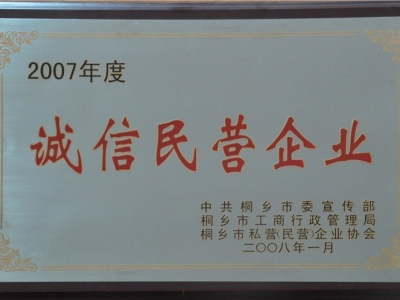 2007年度
诚信民营企业
中共桐乡市委宣传部
桐乡市工商行政管理局
桐乡市私营(民营)企业协会
二〇〇八年一月